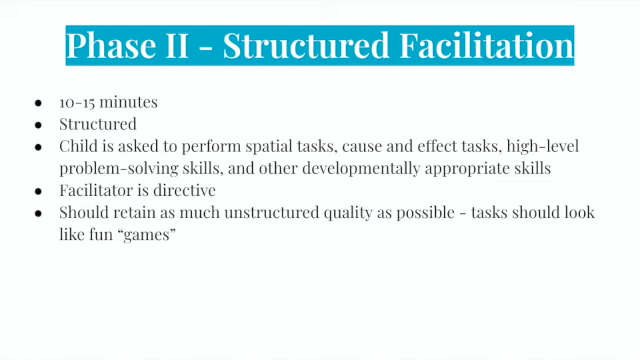 Phase II - Structured Facilitation
● 10-15 minutes
● Structured
● Child is asked to perform spatial tasks, cause and effect tasks, high-level
problem-solving skills, and other developmentally appropriate skills
● Facilitator is directive
● Should retain as much unstructured quality as possible - tasks should look
like fun “games”